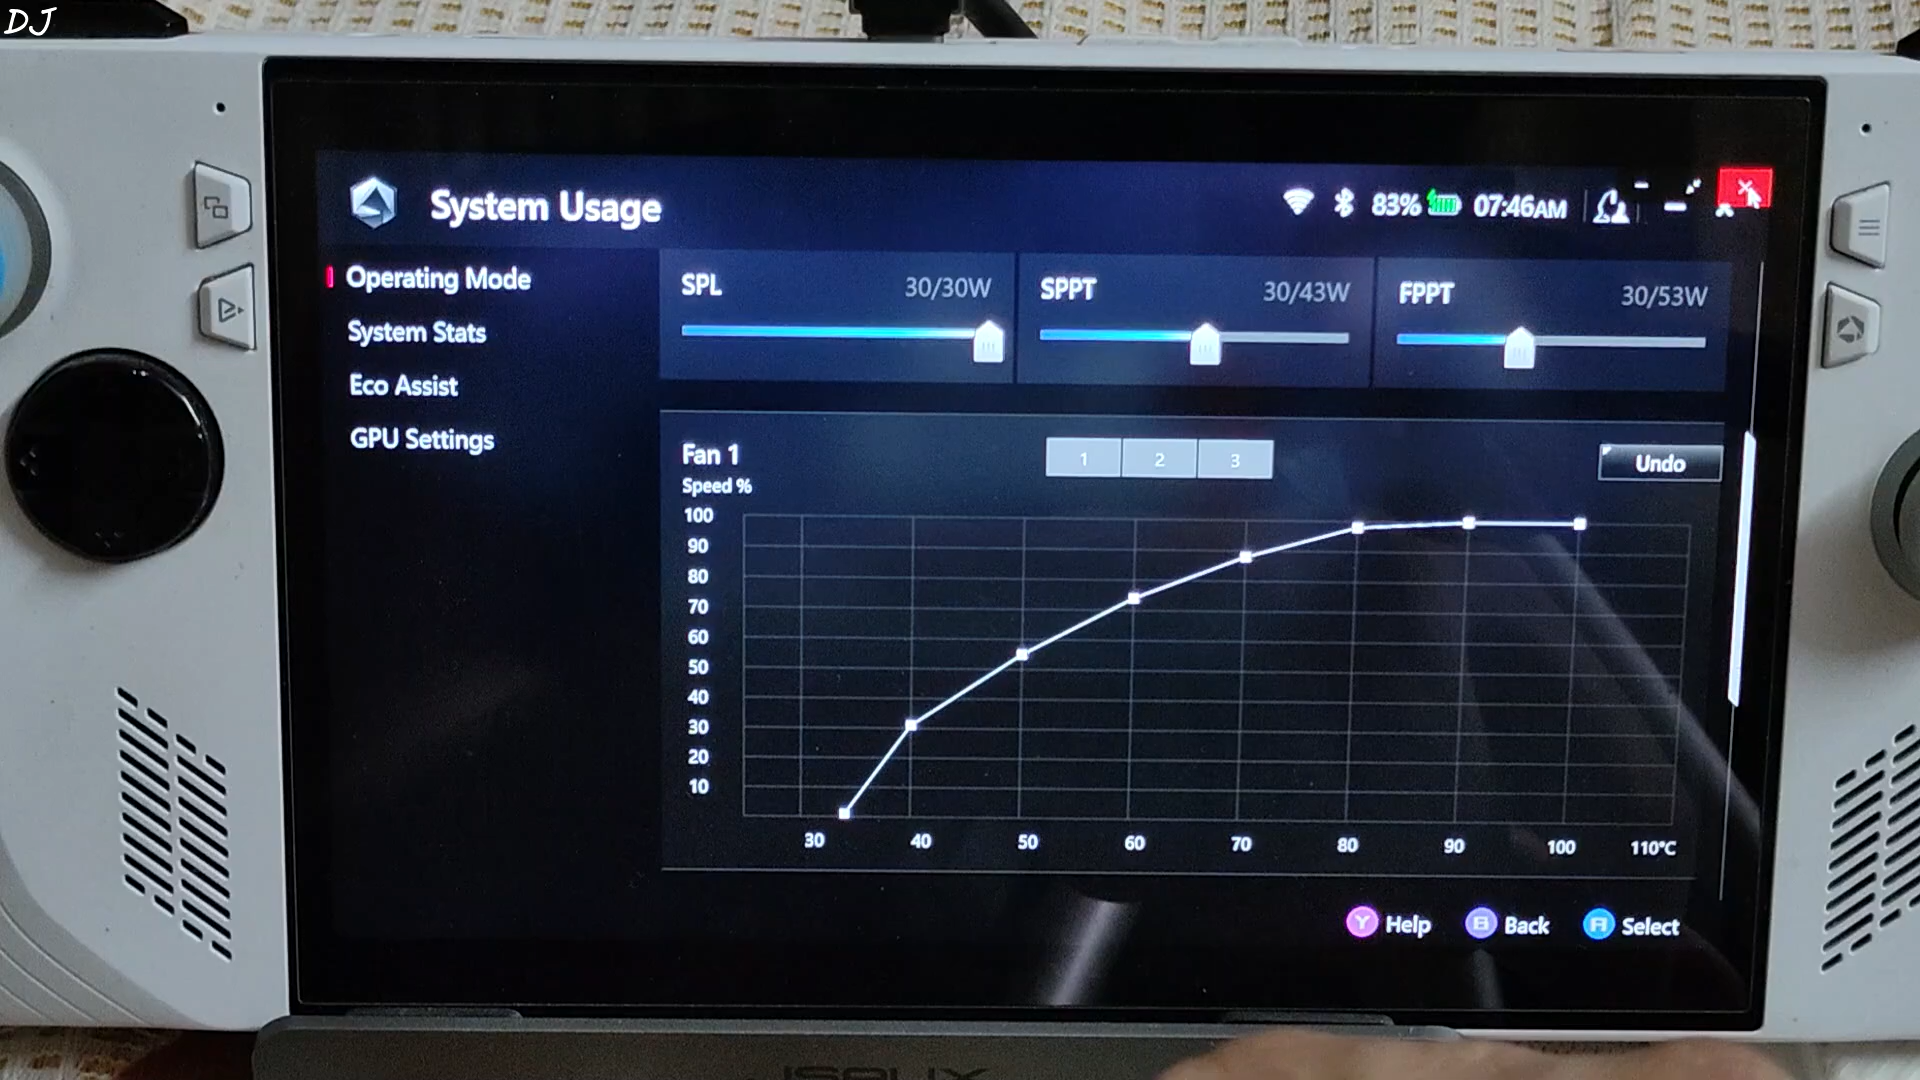 DJ
System Usage
83% 07:46AM
Operating Mode
System Stats
Eco Assist
GPU Settings
SPL 30/30W
SPPT 30/43W
FPPT 30/53W
Fan 1
1 2 3
Undo
Speed %
100
90
80
70
60
50
40
30
20
10
30 40 50 60 70 80 90 100 110°C
Y Help B Back A Select